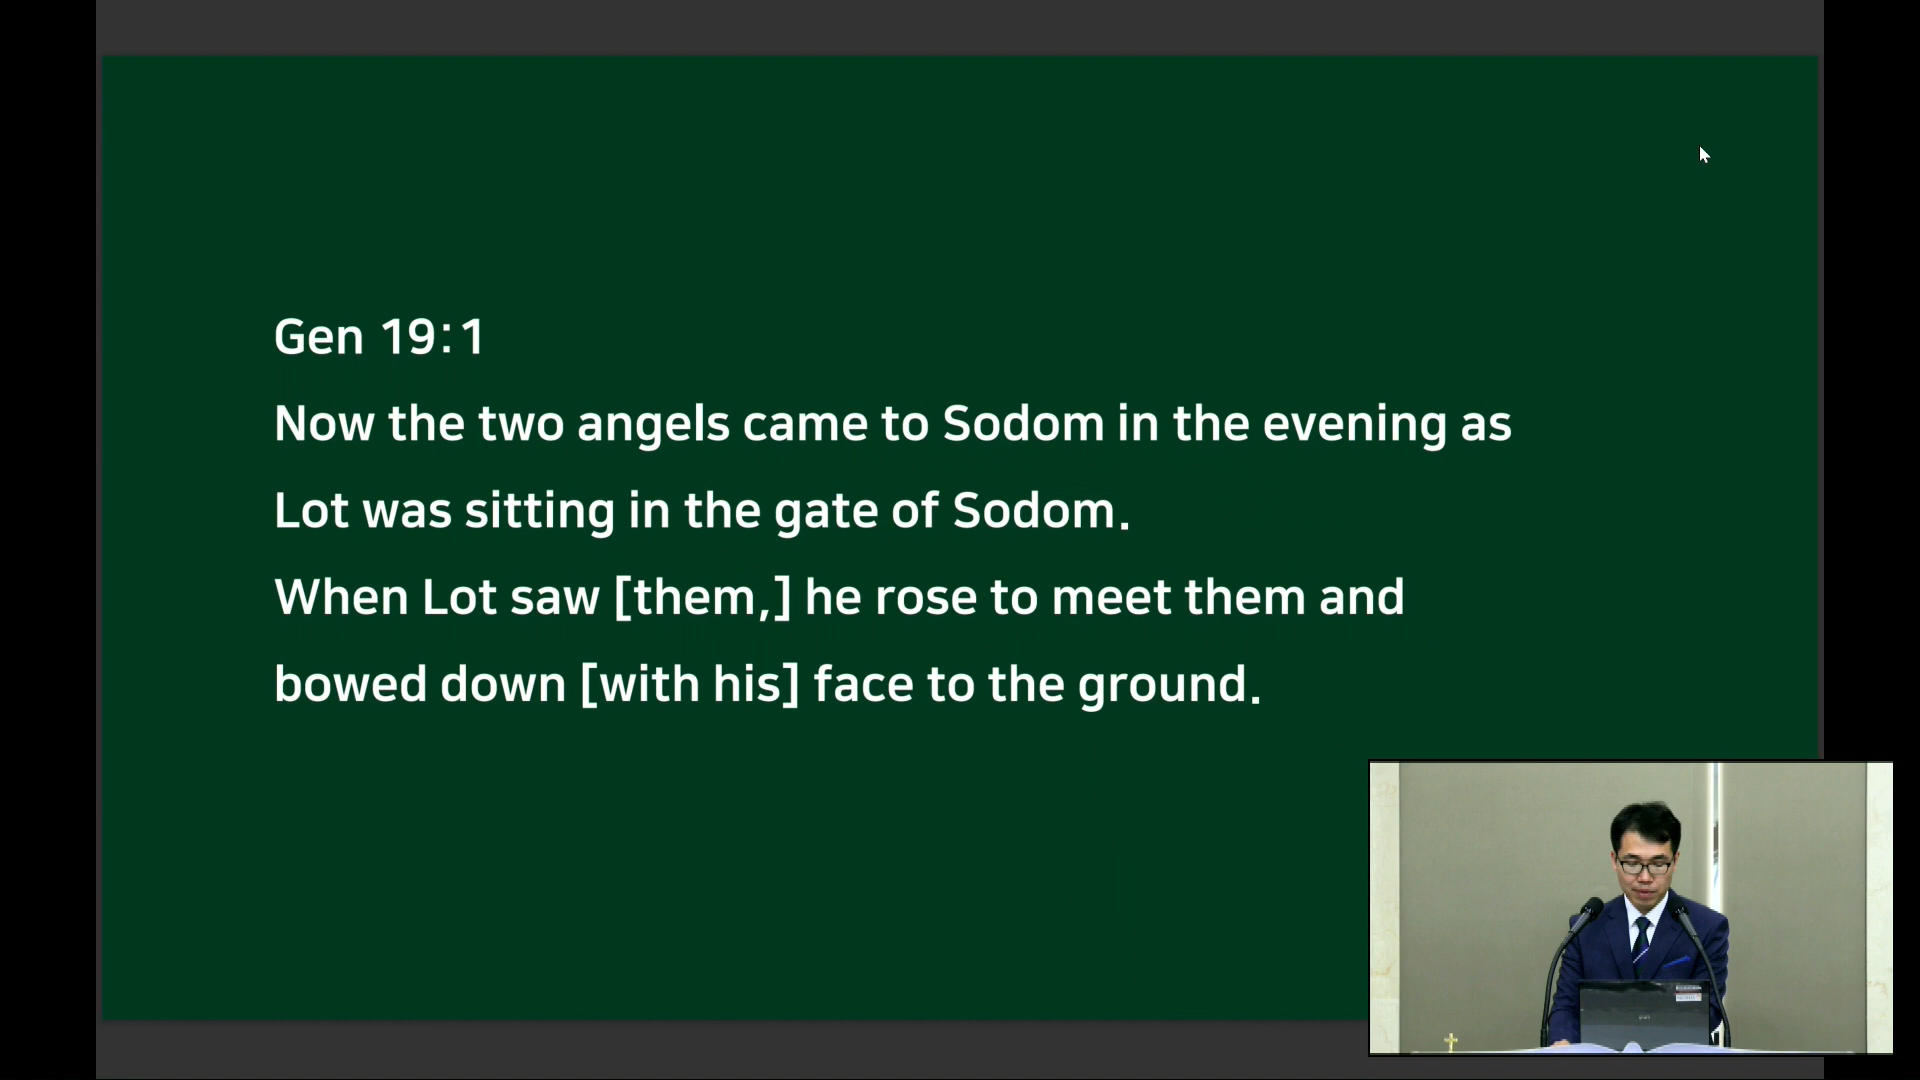 Gen 19:1
Now the two angels came to Sodom in the evening as
Lot was sitting in the gate of Sodom.
When Lot saw [them,] he rose to meet them and
bowed down [with his] face to the ground.